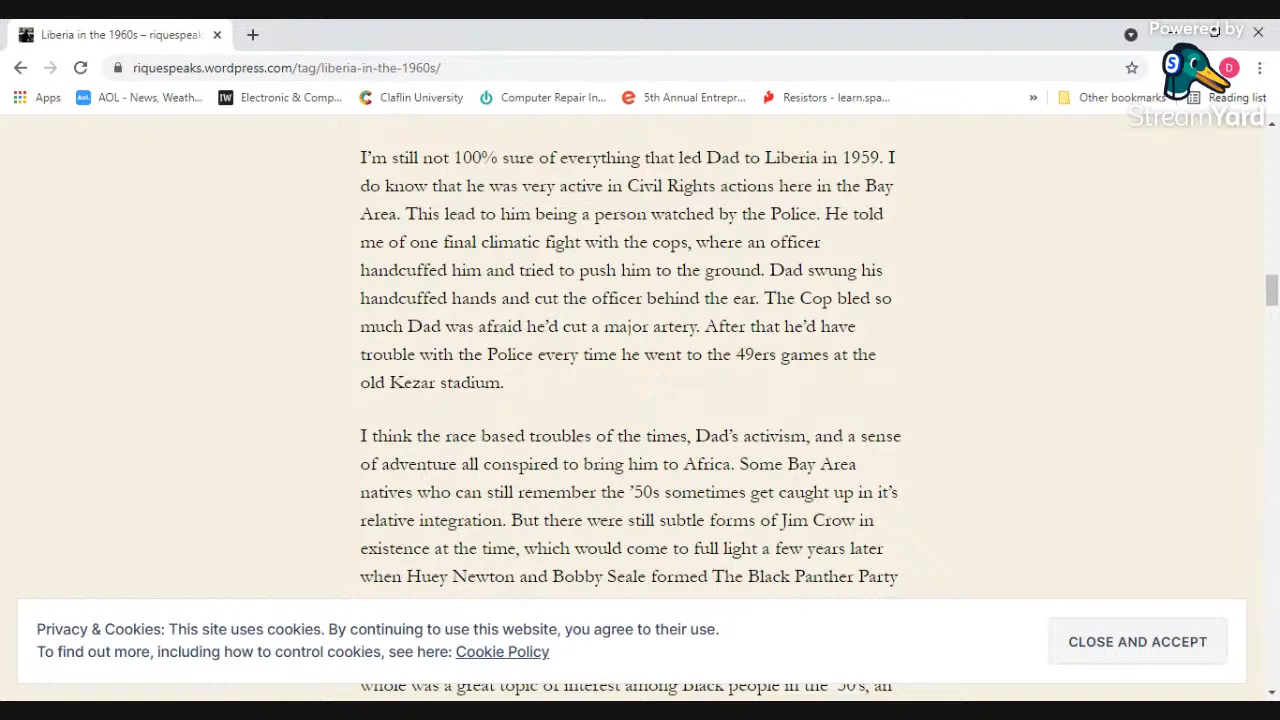 Powered by
Liberia in the 1960s – riquespeak
riquespeaks.wordpress.com/tag/liberia-in-the-1960s/
D
Apps AOL - News, Weath... Electronic & Comp... Claflin University Computer Repair In... 5th Annual Entrepr... Resistors - learn.spa... » Other bookmarks Reading list
StreamYard
I'm still not 100% sure of everything that led Dad to Liberia in 1959. I
do know that he was very active in Civil Rights actions here in the Bay
Area. This lead to him being a person watched by the Police. He told
me of one final climatic fight with the cops, where an officer
handcuffed him and tried to push him to the ground. Dad swung his
handcuffed hands and cut the officer behind the ear. The Cop bled so
much Dad was afraid he'd cut a major artery. After that he'd have
trouble with the Police every time he went to the 49ers games at the
old Kezar stadium.
I think the race based troubles of the times, Dad's activism, and a sense
of adventure all conspired to bring him to Africa. Some Bay Area
natives who can still remember the '50s sometimes get caught up in it's
relative integration. But there were still subtle forms of Jim Crow in
existence at the time, which would come to full light a few years later
when Huey Newton and Bobby Seale formed The Black Panther Party
Privacy & Cookies: This site uses cookies. By continuing to use this website, you agree to their use.
To find out more, including how to control cookies, see here: Cookie Policy
CLOSE AND ACCEPT
whole was a great topic of interest among Black people in the '50's, an